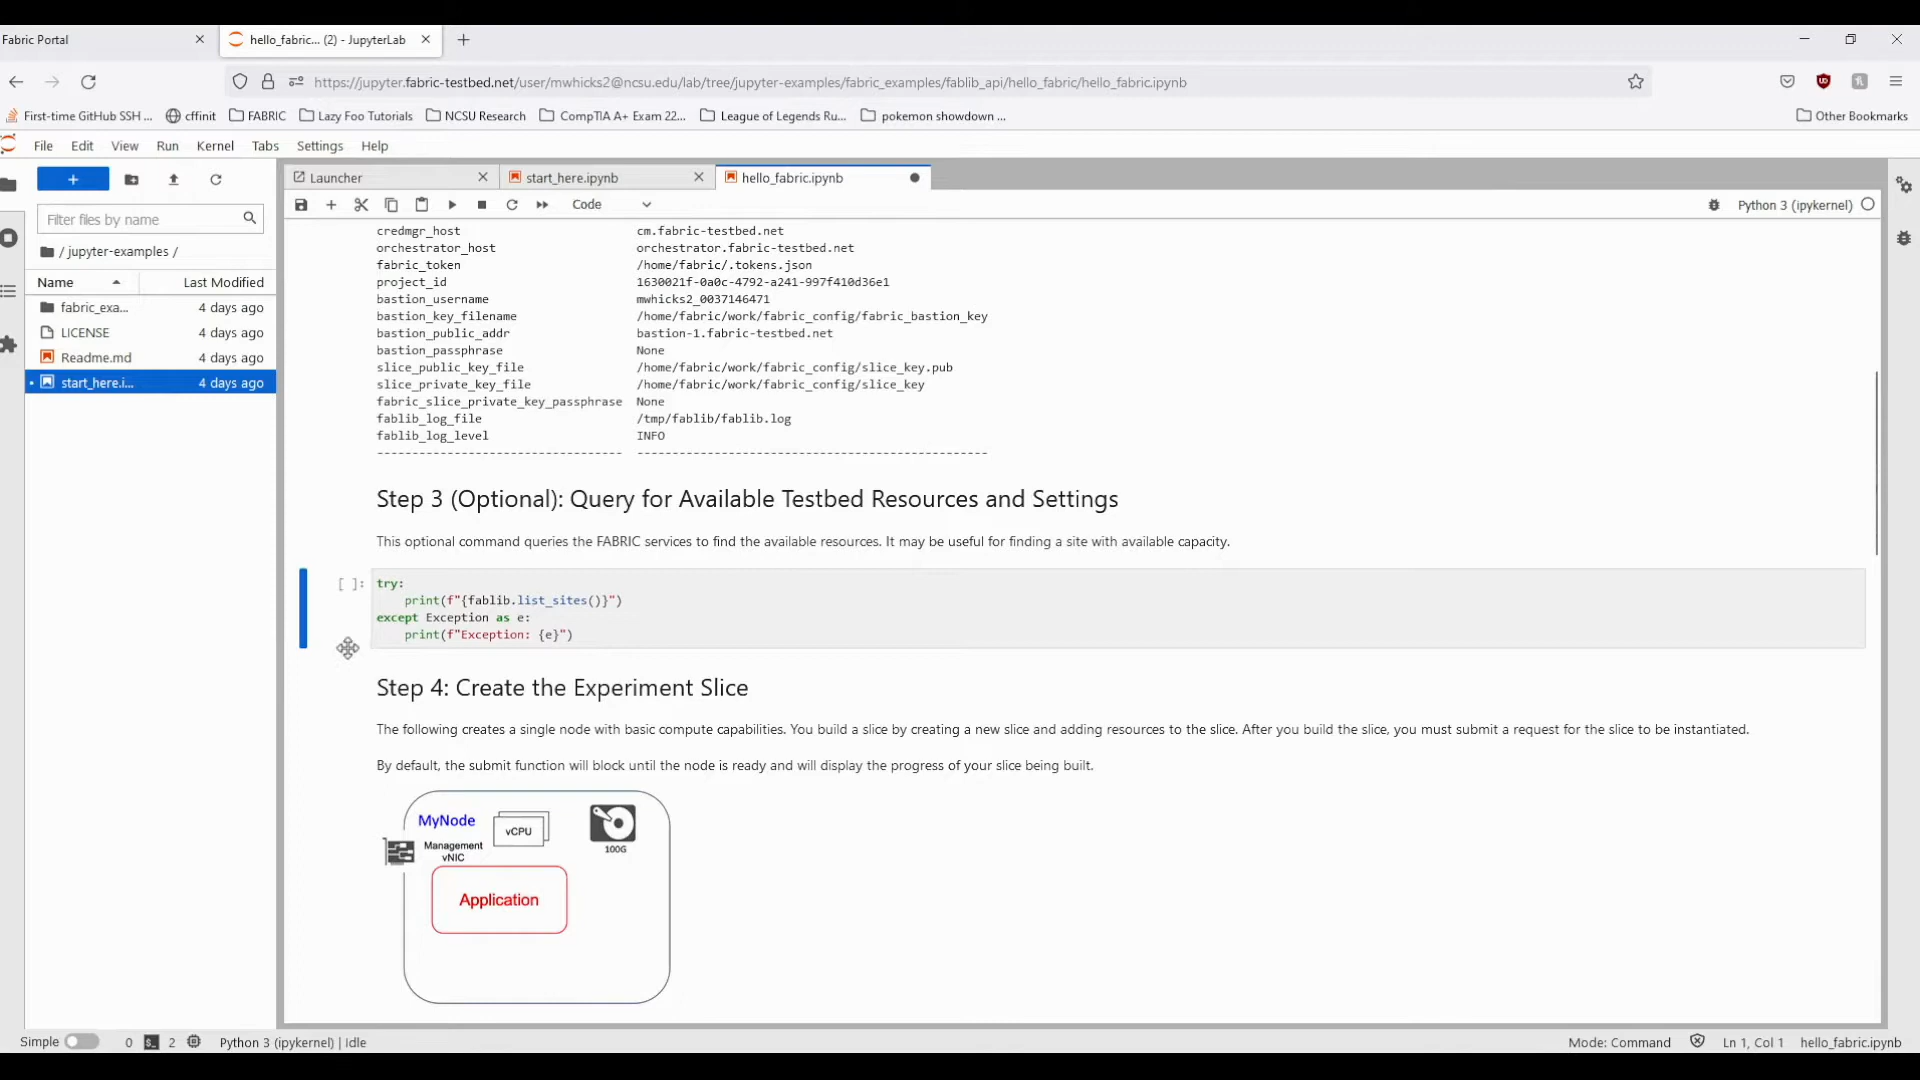 Fabric Portal
hello_fabric... (2) - JupyterLab
https://jupyter.fabric-testbed.net/user/mwhicks2@ncsu.edu/lab/tree/jupyter-examples/fabric_examples/fablib_api/hello_fabric/hello_fabric.ipynb
First-time GitHub SSH ...
cffinit
FABRIC
Lazy Foo Tutorials
NCSU Research
CompTIA A+ Exam 22...
League of Legends Ru...
pokemon showdown ...
Other Bookmarks
File Edit View Run Kernel Tabs Settings Help
Filter files by name
/ jupyter-examples /
Name Last Modified
fabric_exa... 4 days ago
LICENSE 4 days ago
Readme.md 4 days ago
start_here.i... 4 days ago
Launcher
start_here.ipynb
hello_fabric.ipynb
Code
Python 3 (ipykernel)
credmgr_host cm.fabric-testbed.net
orchestrator_host orchestrator.fabric-testbed.net
fabric_token /home/fabric/.tokens.json
project_id 1630021f-0a0c-4792-a241-997f410d36e1
bastion_username mwhicks2_0037146471
bastion_key_filename /home/fabric/work/fabric_config/fabric_bastion_key
bastion_public_addr bastion-1.fabric-testbed.net
bastion_passphrase None
slice_public_key_file /home/fabric/work/fabric_config/slice_key.pub
slice_private_key_file /home/fabric/work/fabric_config/slice_key
fabric_slice_private_key_passphrase None
fablib_log_file /tmp/fablib/fablib.log
fablib_log_level INFO
----------------------------------- --------------------------------------------------
Step 3 (Optional): Query for Available Testbed Resources and Settings
This optional command queries the FABRIC services to find the available resources. It may be useful for finding a site with available capacity.
[ ]: try:
print(f"{fablib.list_sites()}")
except Exception as e:
print(f"Exception: {e}")
Step 4: Create the Experiment Slice
The following creates a single node with basic compute capabilities. You build a slice by creating a new slice and adding resources to the slice. After you build the slice, you must submit a request for the slice to be instantiated.
By default, the submit function will block until the node is ready and will display the progress of your slice being built.
MyNode
vCPU
Management
vNIC
100G
Application
Simple 0 2 Python 3 (ipykernel) | Idle
Mode: Command Ln 1, Col 1 hello_fabric.ipynb